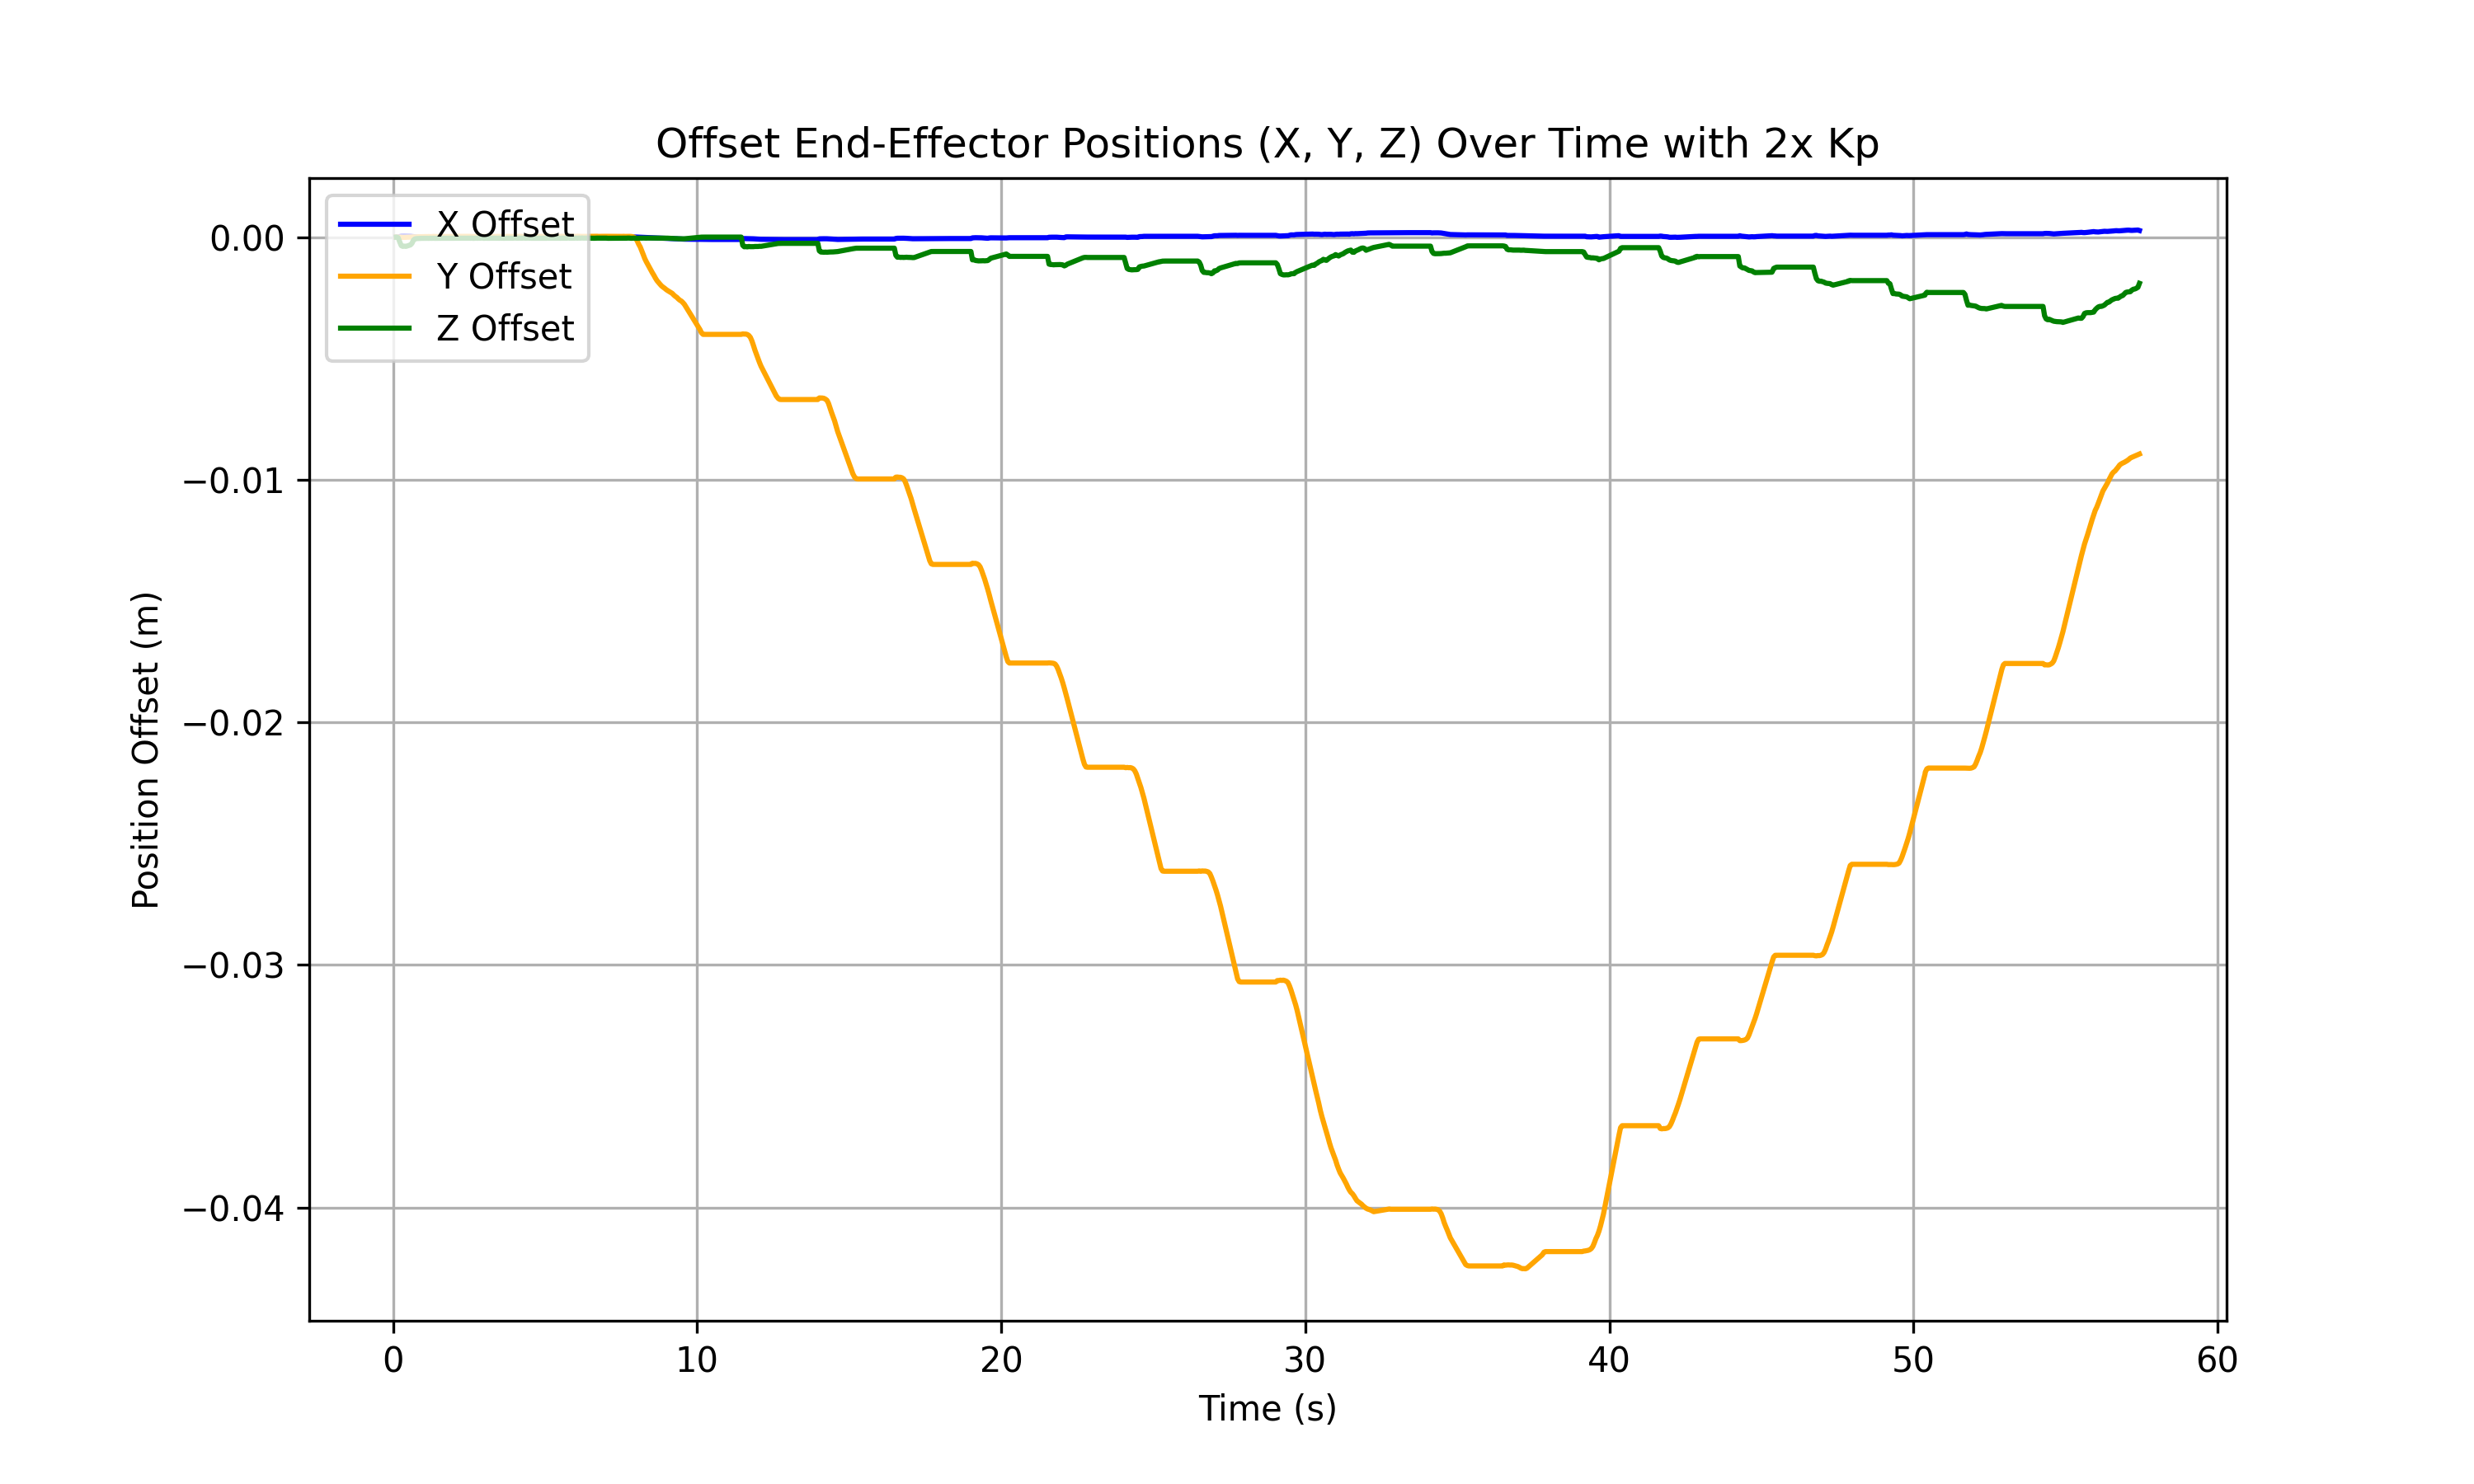 Offset End-Effector Positions (X, Y, Z) Over Time with 2x Kp
X Offset
Y Offset
Z Offset
0.00
−0.01
−0.02
−0.03
−0.04
Position Offset (m)
0 10 20 30 40 50 60
Time (s)